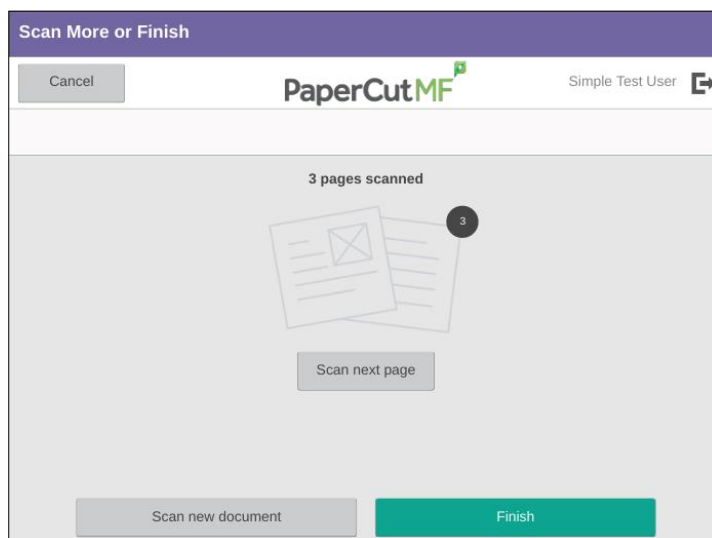 Scan More or Finish
Cancel
PaperCutMF
Simple Test User
3 pages scanned
3
Scan next page
Scan new document
Finish